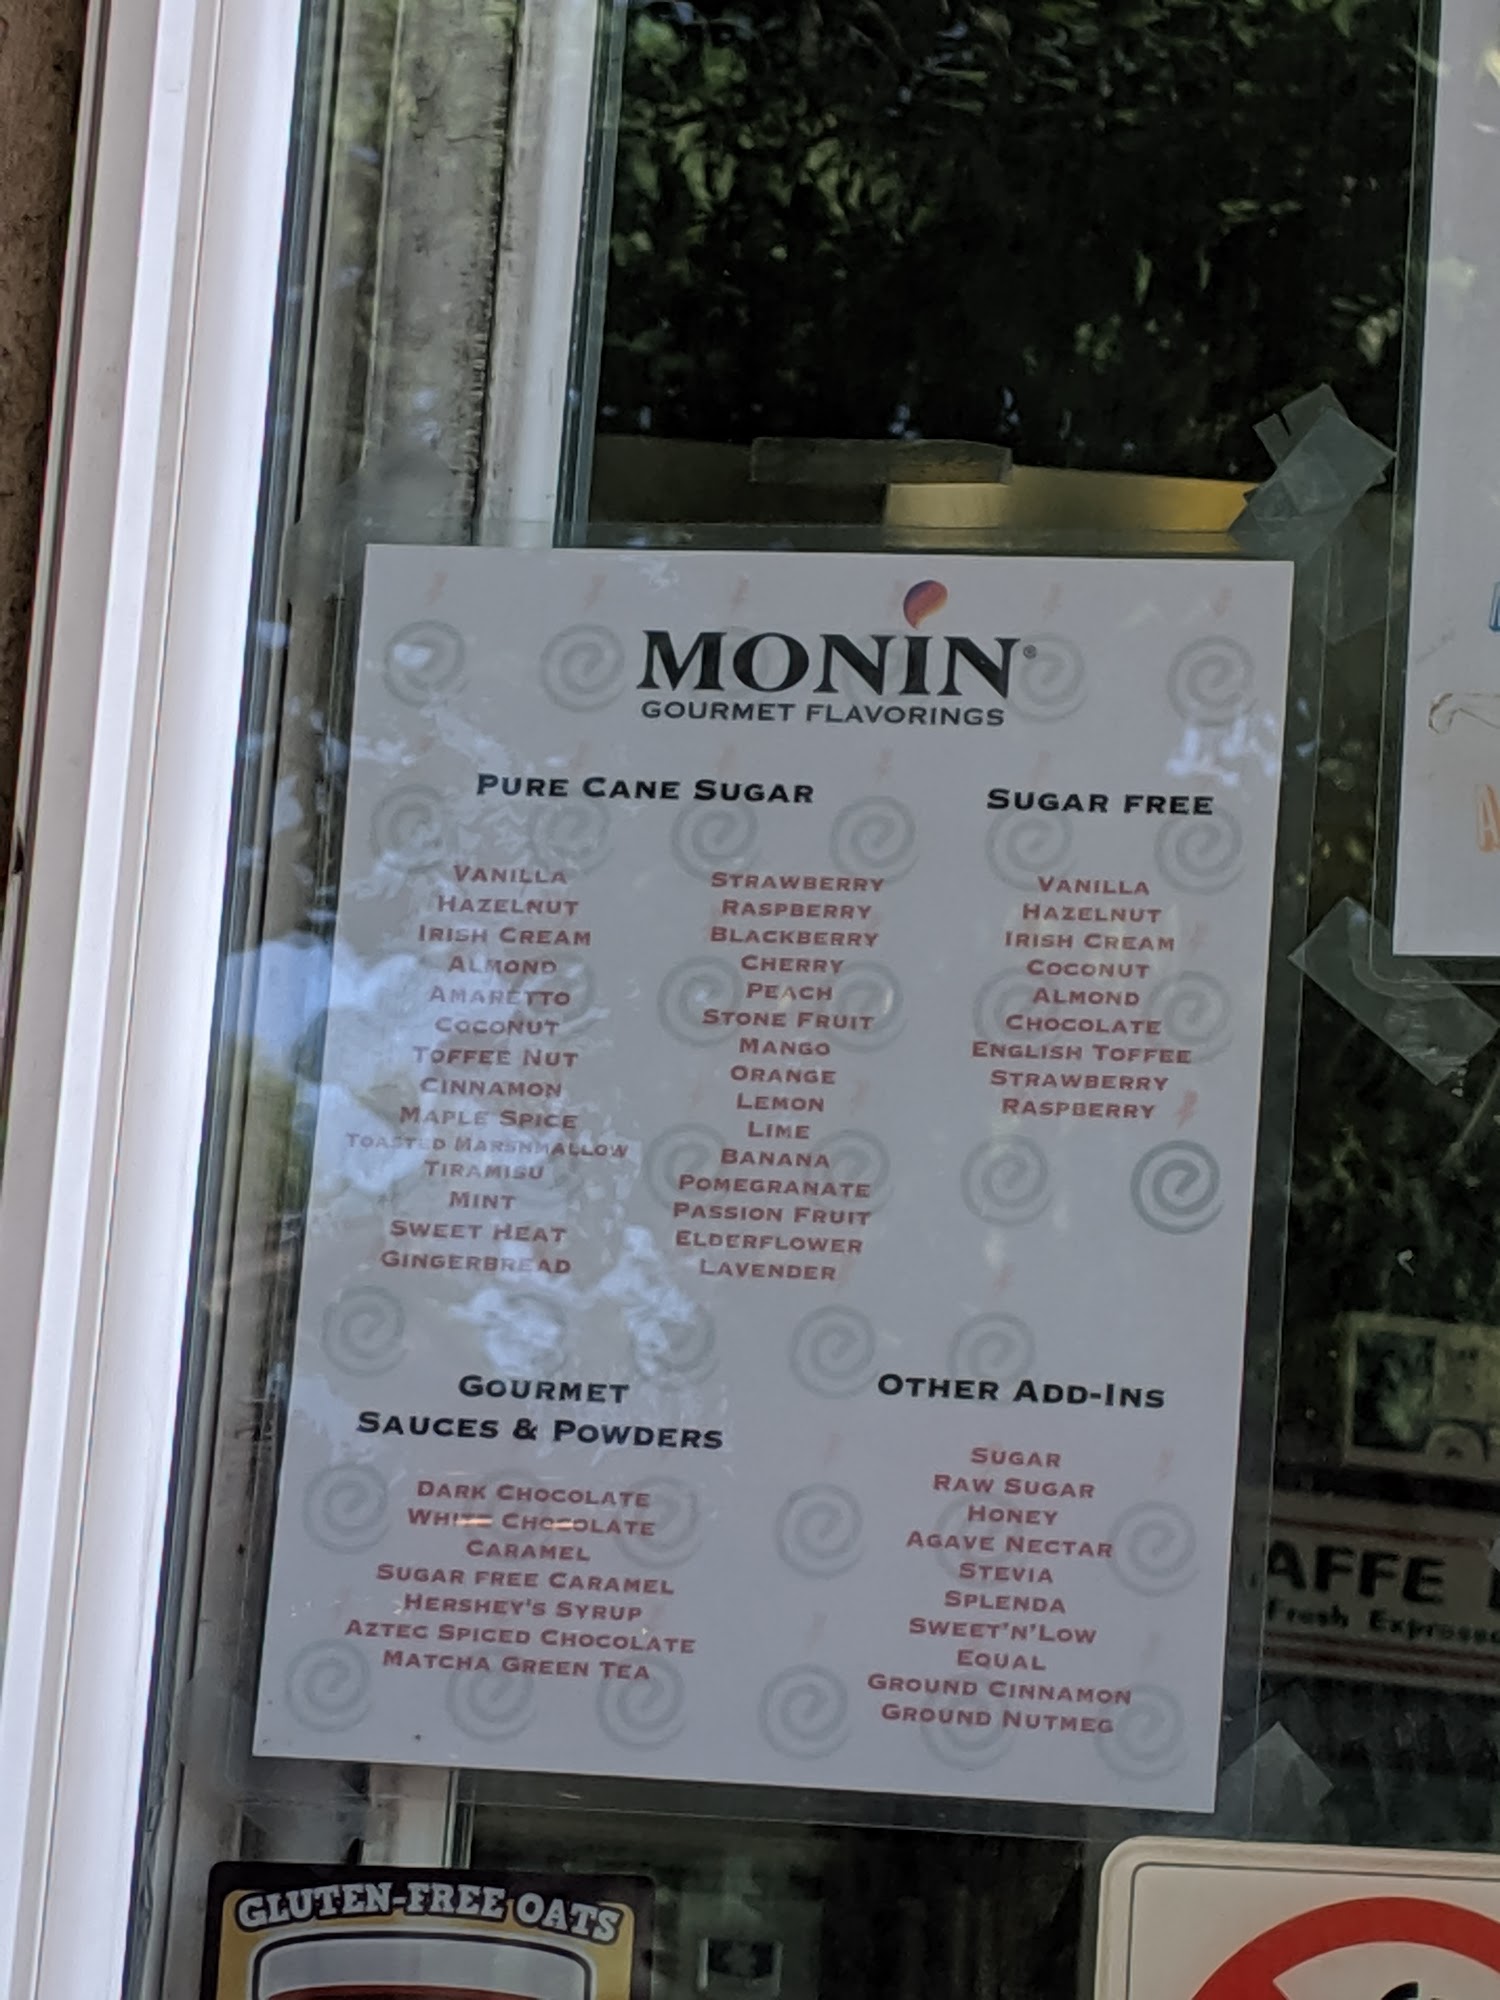 MONIN®
GOURMET FLAVORINGS
PURE CANE SUGAR
VANILLA
HAZELNUT
IRISH CREAM
ALMOND
AMARETTO
COCONUT
TOFFEE NUT
CINNAMON
MAPLE SPICE
TOASTED MARSHMALLOW
TIRAMISU
MINT
SWEET HEAT
GINGERBREAD
STRAWBERRY
RASPBERRY
BLACKBERRY
CHERRY
PEACH
STONE FRUIT
MANGO
ORANGE
LEMON
LIME
BANANA
POMEGRANATE
PASSION FRUIT
ELDERFLOWER
LAVENDER
SUGAR FREE
VANILLA
HAZELNUT
IRISH CREAM
COCONUT
ALMOND
CHOCOLATE
ENGLISH TOFFEE
STRAWBERRY
RASPBERRY
GOURMET
SAUCES & POWDERS
DARK CHOCOLATE
WHITE CHOCOLATE
CARAMEL
SUGAR FREE CARAMEL
HERSHEY'S SYRUP
AZTEC SPICED CHOCOLATE
MATCHA GREEN TEA
OTHER ADD-INS
SUGAR
RAW SUGAR
HONEY
AGAVE NECTAR
STEVIA
SPLENDA
SWEET'N'LOW
EQUAL
GROUND CINNAMON
GROUND NUTMEG
AFFE
Fresh Express
GLUTEN-FREE OATS